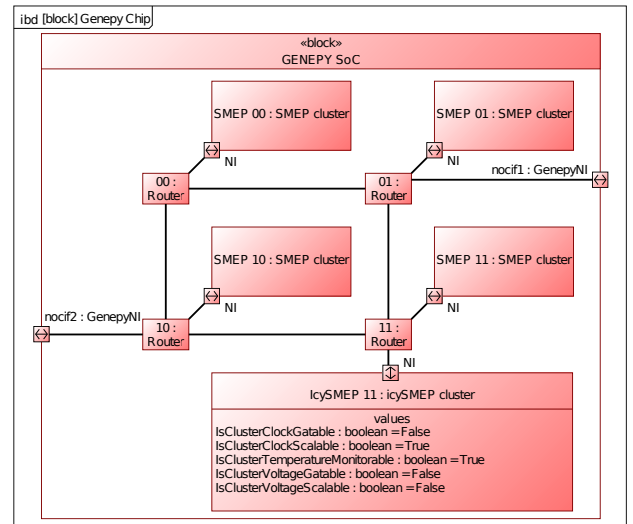 ibd [block] Genepy Chip
«block»
GENEPY SoC
SMEP 00 : SMEP cluster
SMEP 01 : SMEP cluster
NI
NI
00 :
Router
01 :
Router
nocif1 : GenepyNI
SMEP 10 : SMEP cluster
SMEP 11 : SMEP cluster
NI
NI
nocif2 : GenepyNI
10 :
Router
11 :
Router
NI
IcySMEP 11 : icySMEP cluster
values
IsClusterClockGatable : boolean = False
IsClusterClockScalable : boolean = True
IsClusterTemperatureMonitorable : boolean = True
IsClusterVoltageGatable : boolean = False
IsClusterVoltageScalable : boolean = False